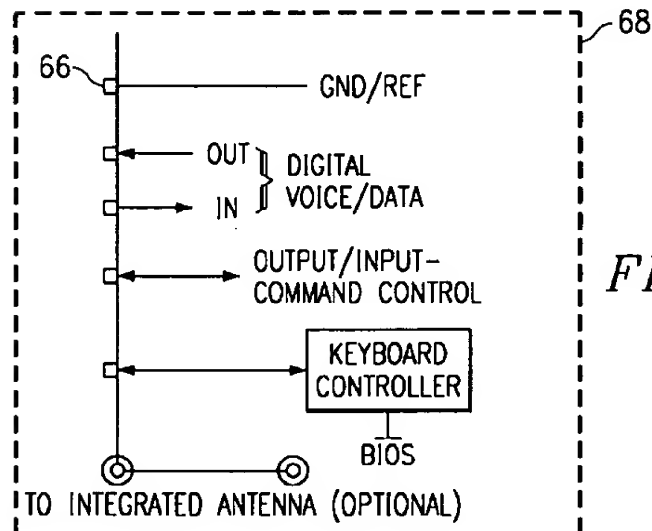 68
66
GND/REF
OUT
DIGITAL
VOICE/DATA
IN
OUTPUT/INPUT-
COMMAND CONTROL
KEYBOARD
CONTROLLER
BIOS
TO INTEGRATED ANTENNA (OPTIONAL)